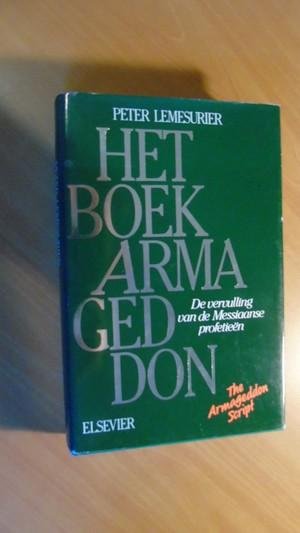 PETER LEMESURIER
HET
BOEK
ARMA
GED
DON
De vervulling
van de Messiaanse
profetieën
The
Armageddon
Script
ELSEVIER